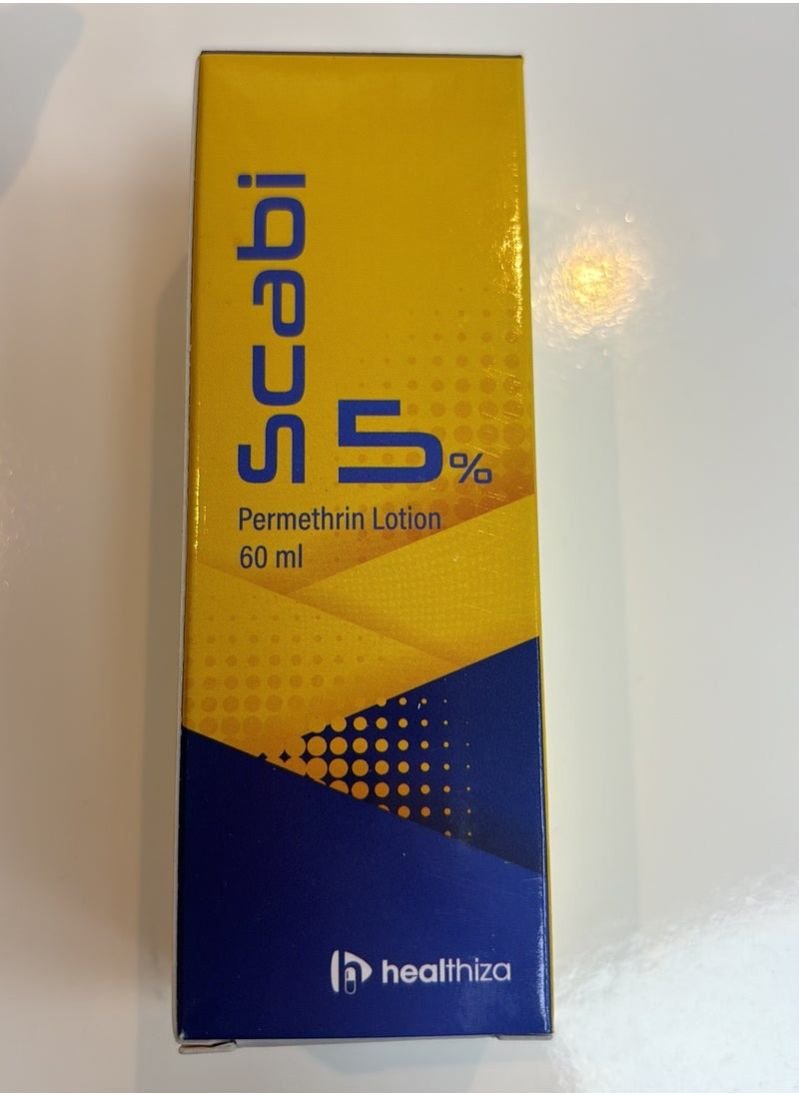 scabi
5%
Permethrin Lotion
60 ml
healthiza